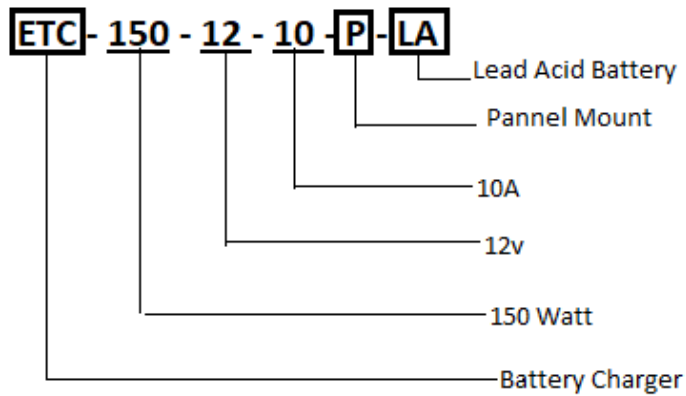 ETC - 150 - 12 - 10 - P - LA
Lead Acid Battery
Pannel Mount
10A
12v
150 Watt
Battery Charger